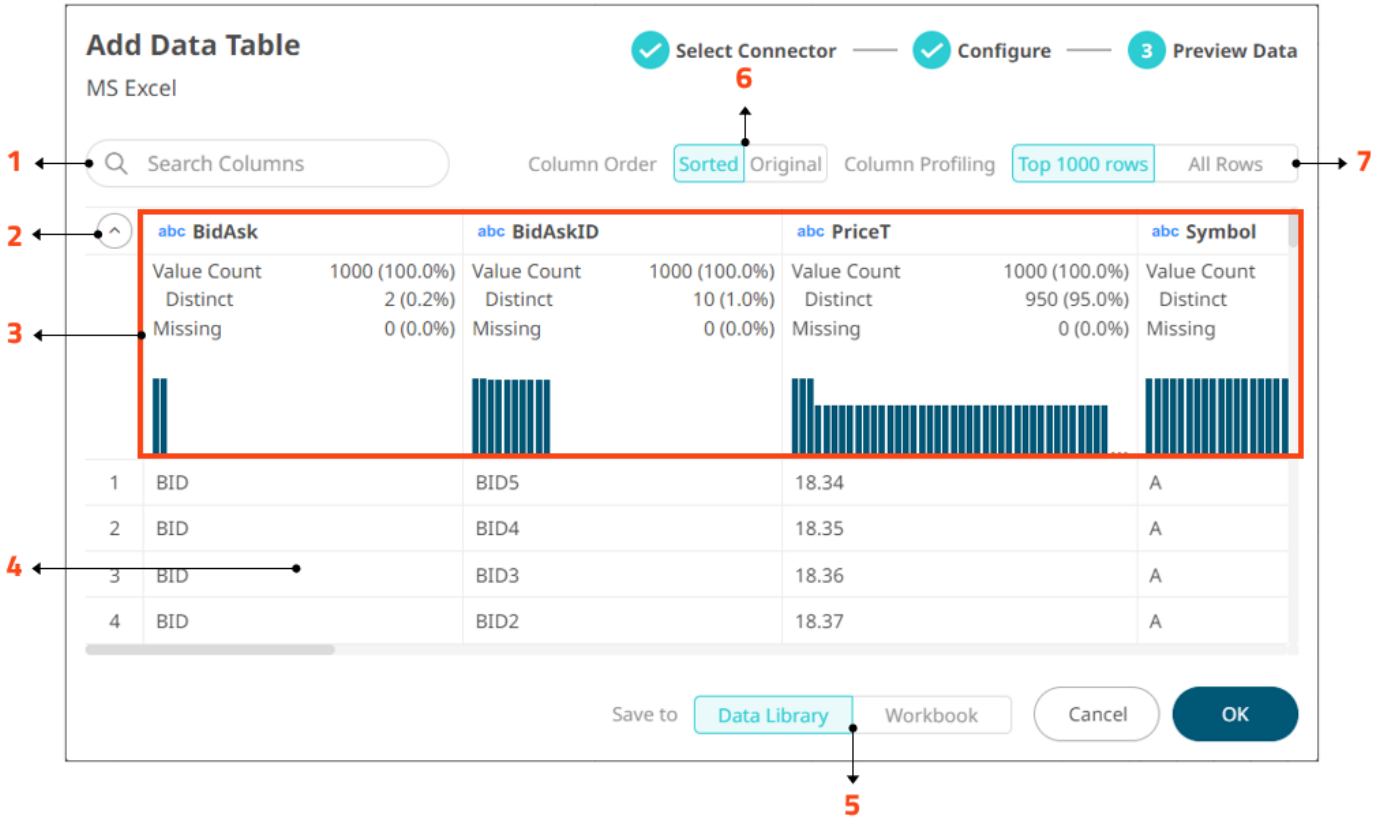 Add Data Table
MS Excel
Select Connector
Configure
3 Preview Data
6
1
Search Columns
Column Order Sorted Original Column Profiling Top 1000 rows All Rows
7
2
abc BidAsk abc BidAskID abc PriceT abc Symbol
Value Count 1000 (100.0%) Value Count 1000 (100.0%) Value Count 1000 (100.0%) Value Count
Distinct 2 (0.2%) Distinct 10 (1.0%) Distinct 950 (95.0%) Distinct
3
Missing 0 (0.0%) Missing 0 (0.0%) Missing 0 (0.0%) Missing
1 BID BID5 18.34 A
2 BID BID4 18.35 A
4
3 BID BID3 18.36 A
4 BID BID2 18.37 A
Save to Data Library Workbook Cancel OK
5